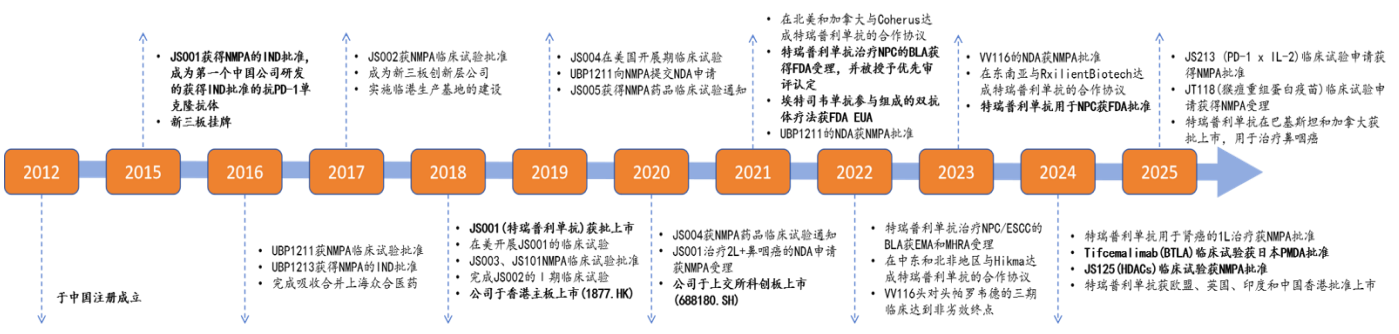 在北美和加拿大与Coherus达
成特瑞普利单抗的合作协议
特瑞普利单抗治疗NPC的BLA获
得FDA受理，并被授予优先审
评认定
埃特司韦单抗参与组成的双抗
体疗法获FDA EUA
UBP1211的NDA获NMPA批准
JS001获得NMPA的IND批准，
成为第一个中国公司研发
的获得IND批准的抗PD-1单
克隆抗体
新三板挂牌
JS002获NMPA临床试验批准
成为新三板创新层公司
实施临港生产基地的建设
JS004在美国开展期临床试验
UBP1211向NMPA提交NDA申请
JS005获得NMPA药品临床试验通知
VV116的NDA获NMPA批准
在东南亚与RxilientBiotech达
成特瑞普利单抗的合作协议
特瑞普利单抗用于NPC获FDA批准
JS213 (PD-1 x IL-2)临床试验申请获
得NMPA批准
JT118(猴痘重组蛋白疫苗)临床试验申
请获得NMPA受理
特瑞普利单抗在巴基斯坦和加拿大获
批上市，用于治疗鼻咽癌
2012
2015
2016
2017
2018
2019
2020
2021
2022
2023
2024
2025
于中国注册成立
UBP1211获NMPA临床试验批准
UBP1213获得NMPA的IND批准
完成吸收合并上海众合医药
JS001(特瑞普利单抗)获批上市
在美开展JS001的临床试验
JS003、JS101NMPA临床试验批准
完成JS002的Ⅰ期临床试验
公司于香港主板上市(1877.HK)
JS004获NMPA药品临床试验通知
JS001治疗2L+鼻咽癌的NDA申请
获NMPA受理
公司于上交所科创板上市
(688180.SH)
特瑞普利单抗治疗NPC/ESCC的
BLA获EMA和MHRA受理
在中东和北非地区与Hikma达
成特瑞普利单抗的合作协议
VV116头对头帕罗韦德的三期
临床达到非劣效终点
特瑞普利单抗用于肾癌的1L治疗获NMPA批准
Tifcemalimab(BTLA)临床试验获日本PMDA批准
JS125(HDACs)临床试验获NMPA批准
特瑞普利单抗获欧盟、英国、印度和中国香港批准上市